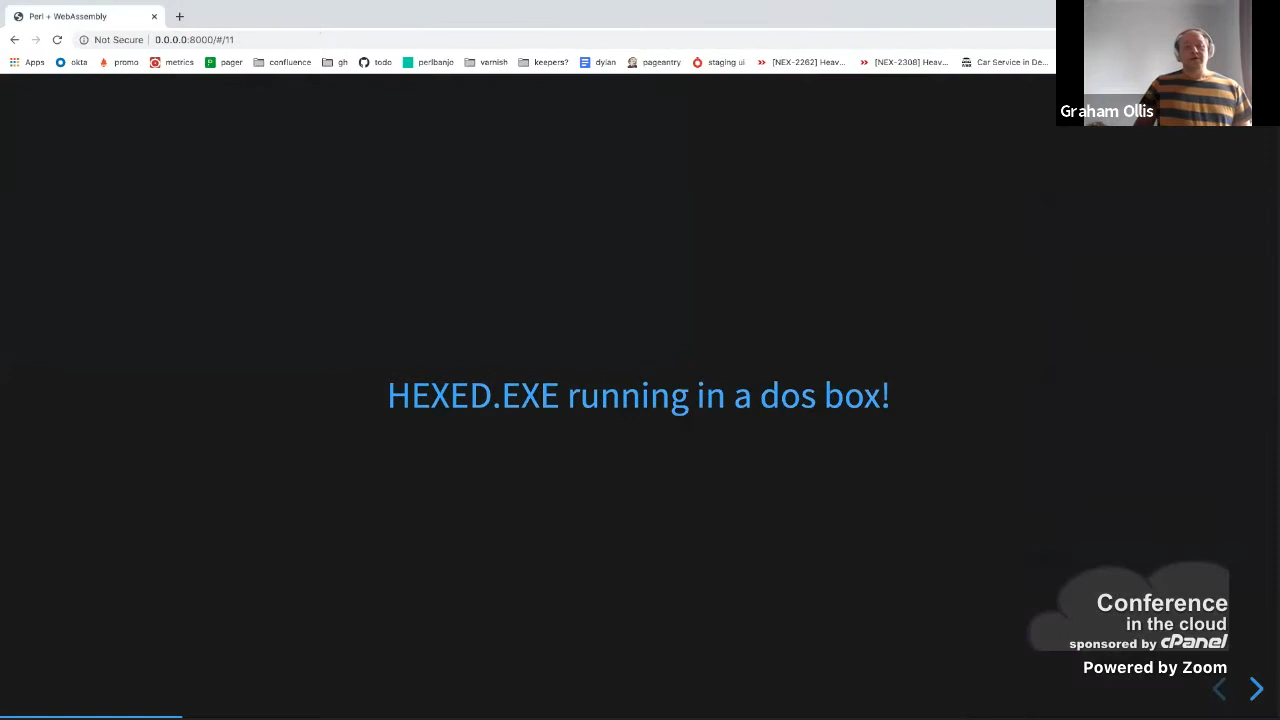 Perl + WebAssembly
Not Secure
0.0.0.0:8000/#/11
Apps
okta
promo
metrics
pager
confluence
gh
todo
perlbanjo
varnish
keepers?
dylan
pageantry
staging ui
[NEX-2262] Heav...
[NEX-2308] Heav...
Car Service in De...
Graham Ollis
HEXED.EXE running in a dos box!
Conference
in the cloud
sponsored by cPanel
Powered by Zoom